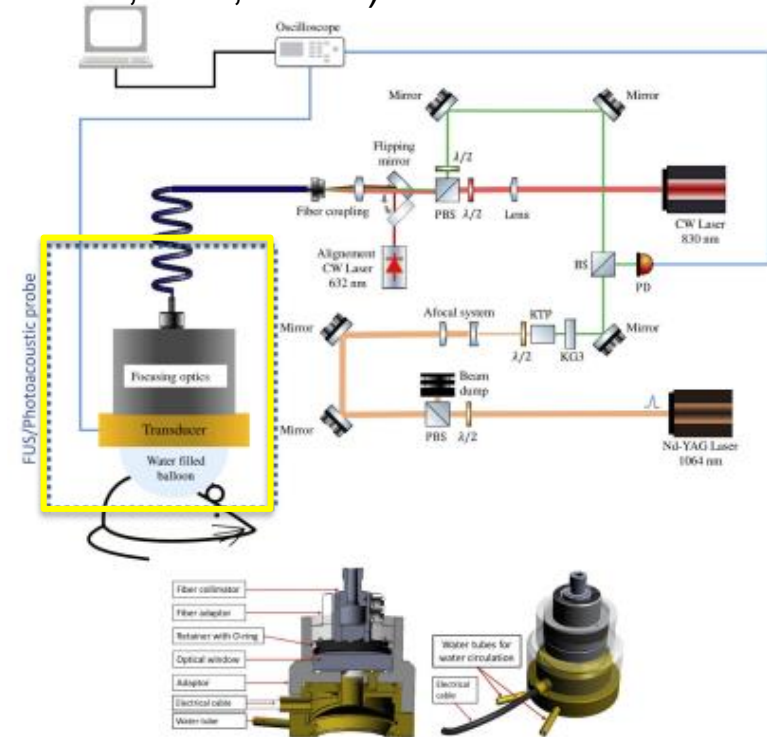 Oscilloscope
Mirror
Mirror
Flipping
mirror
λ/2
Fiber coupling
PBS
λ/2
Lens
CW Laser
830 nm
Alignement
CW Laser
632 nm
BS
PD
FUS/Photoacoustic probe
Mirror
Afocal system
KTP
Mirror
λ/2
KG3
Focusing optics
Beam
dump
Transducer
Mirror
PBS
λ/2
Nd-YAG Laser
1064 nm
Water filled
balloon
Fiber collimator
Fiber adaptor
Retainer with O-ring
Optical window
Adaptor
Electrical cable
Water tube
Water tubes for
water circulation
Electrical
cable